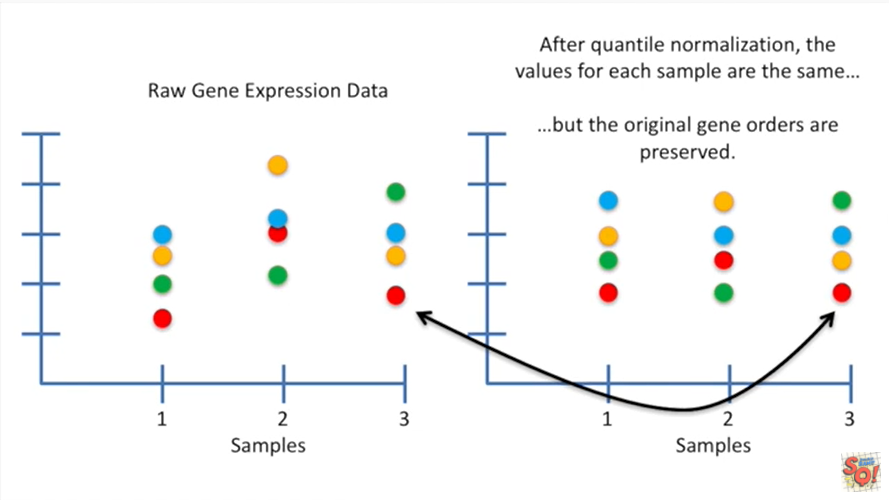 After quantile normalization, the
values for each sample are the same...
Raw Gene Expression Data
...but the original gene orders are
preserved.
1
2
3
Samples
1
2
3
Samples
SQ!